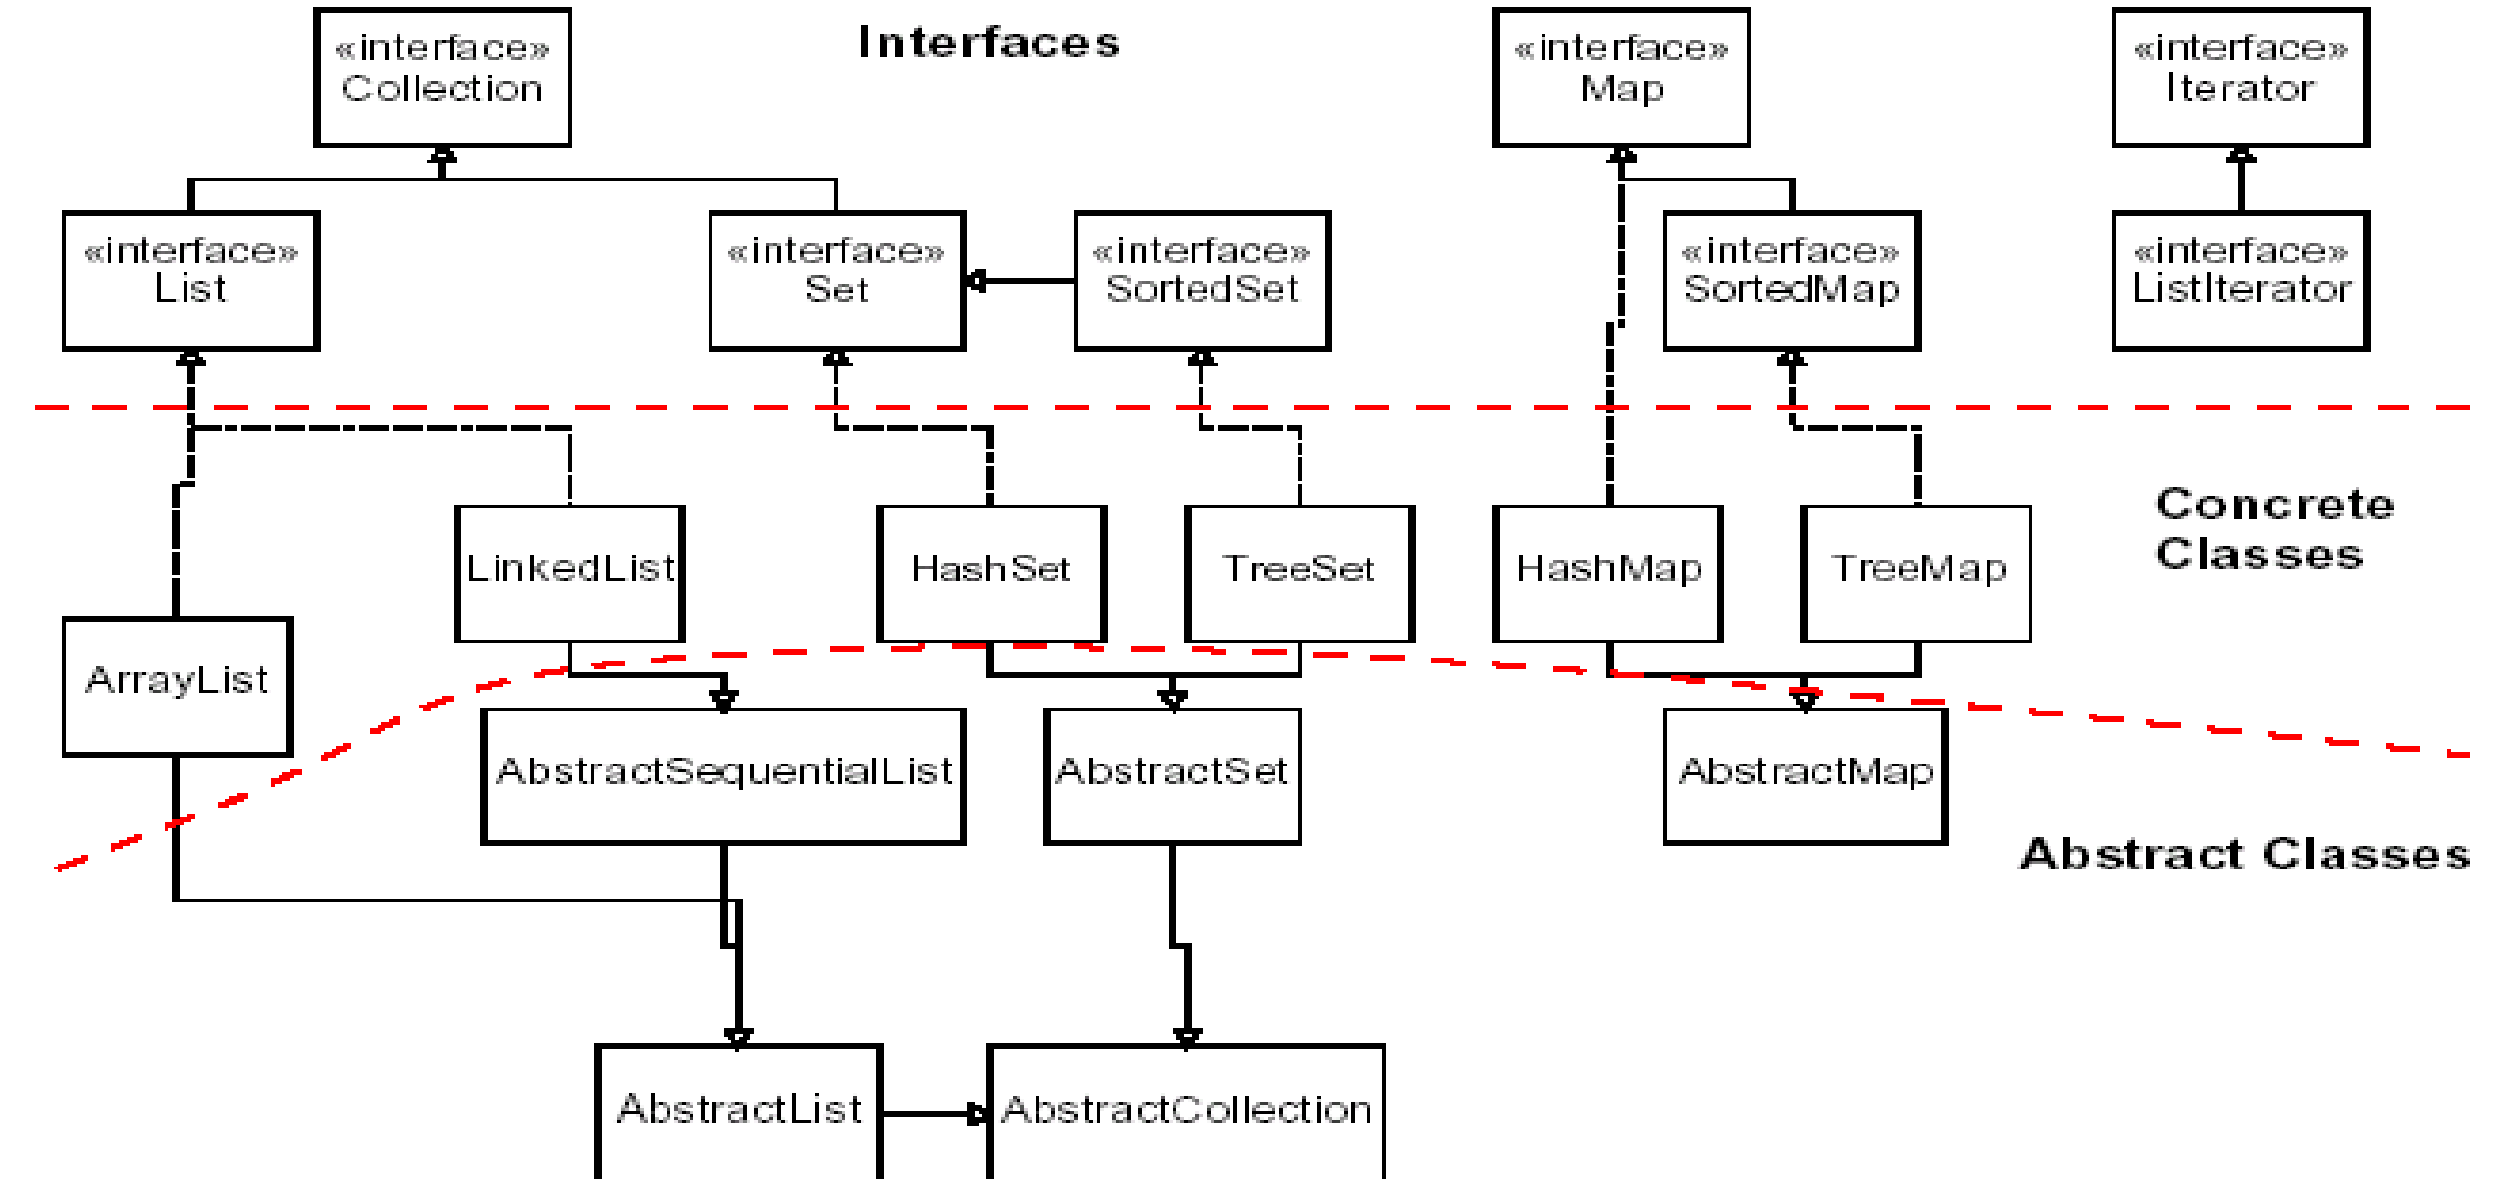 «interface»
Collection
Interfaces
«interface»
Map
«interface»
Iterator
«interface»
List
«interface»
Set
«interface»
SortedSet
«interface»
SortedMap
«interface»
ListIterator
Concrete
Classes
LinkedList
HashSet
TreeSet
HashMap
TreeMap
ArrayList
AbstractSequentialList
AbstractSet
AbstractMap
Abstract Classes
AbstractList
AbstractCollection